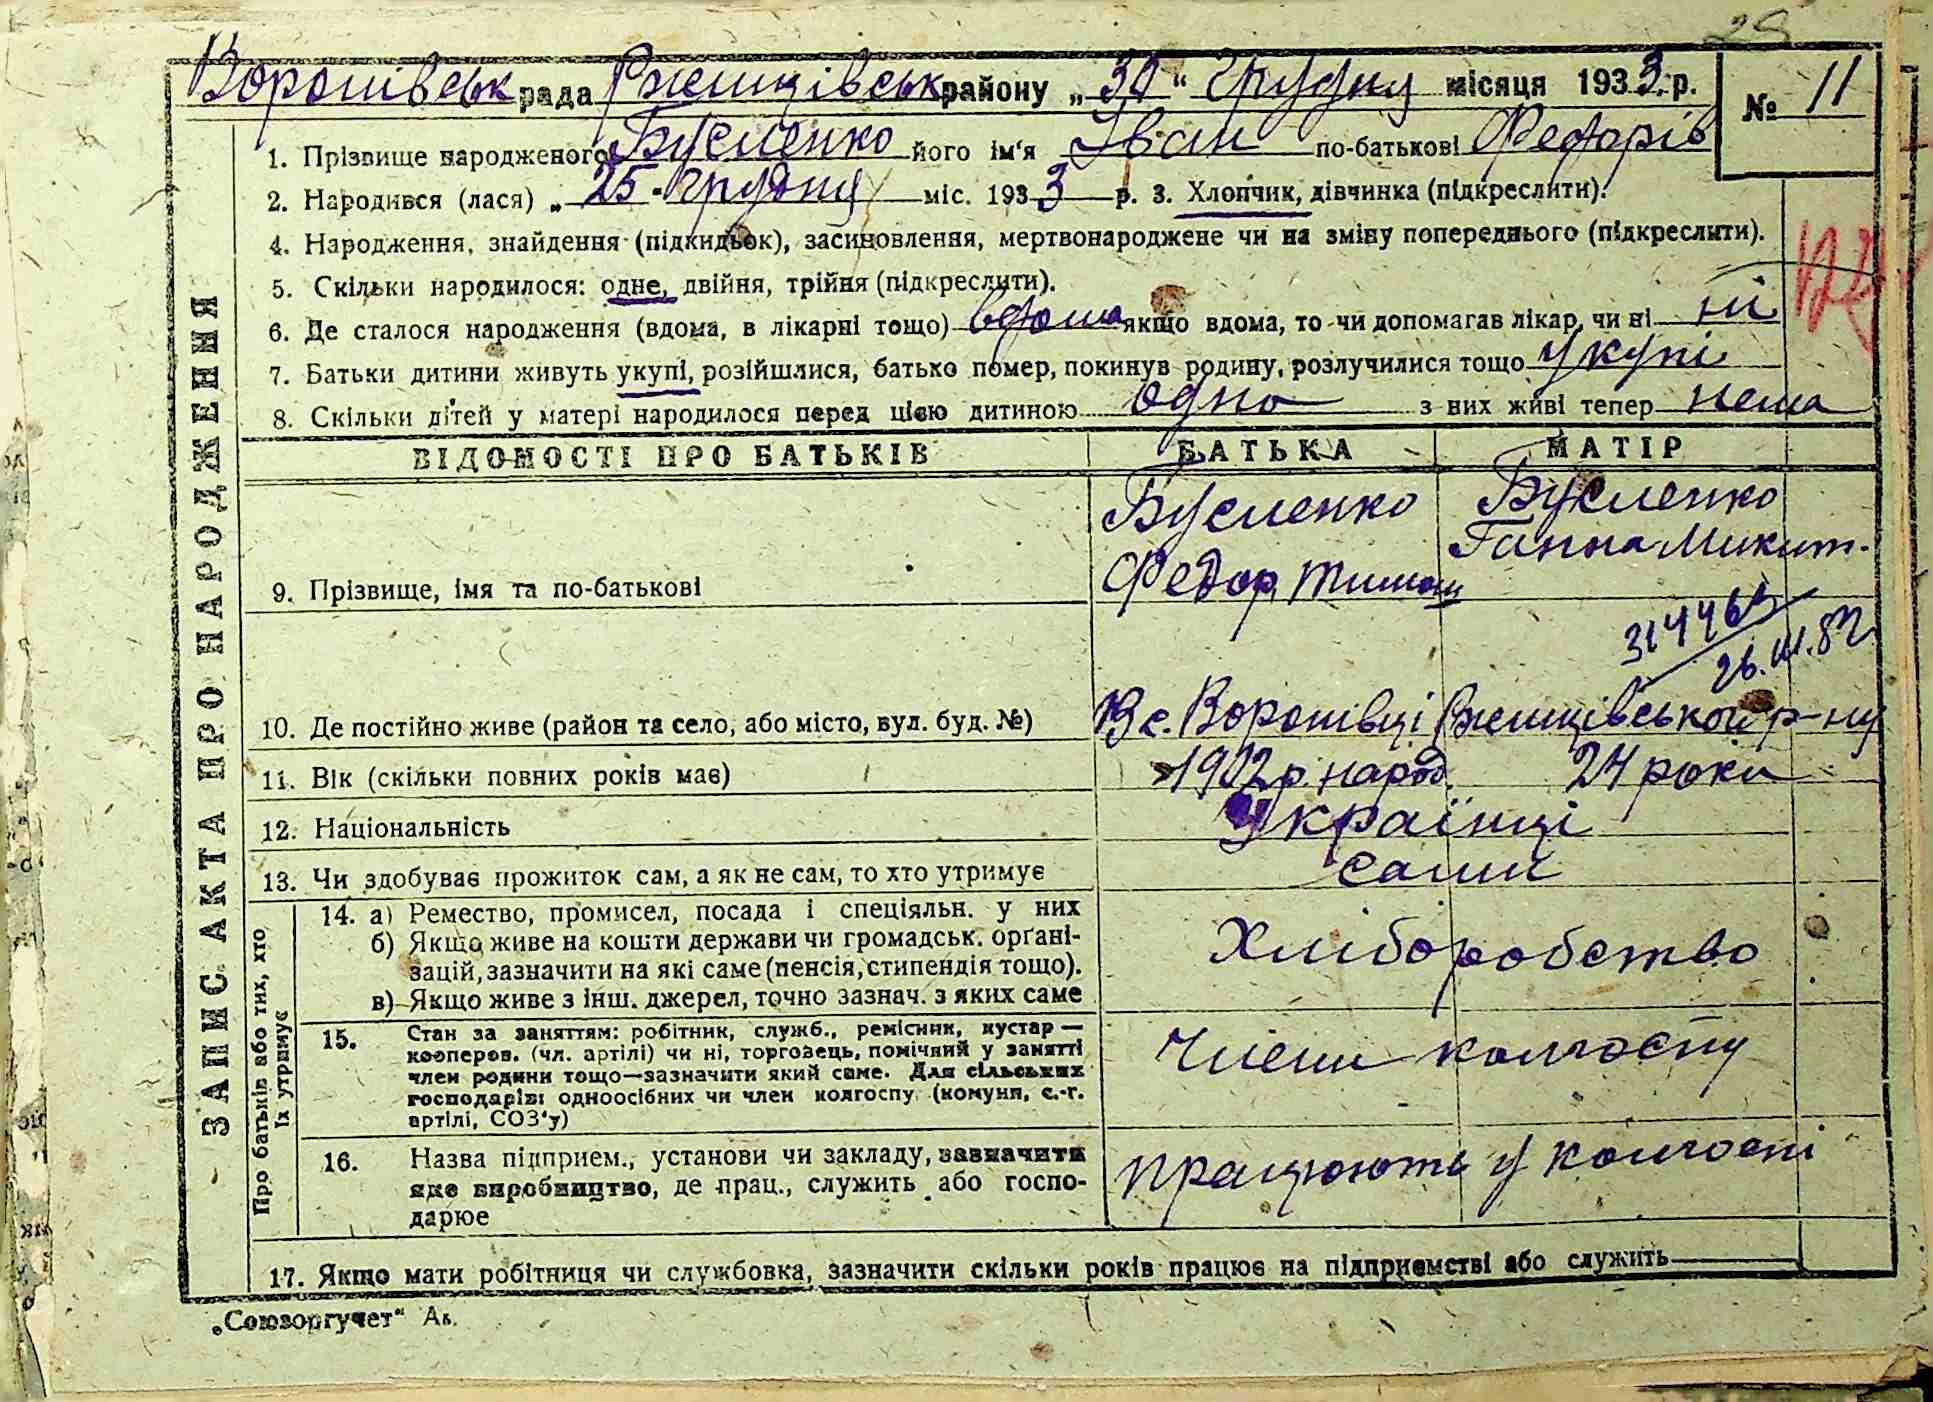 Воронівськ рада Ржищівськ району „30“ Грудня місяця 1933 р.
№ 11
1. Прізвище народженого Бусленко його ім'я Іван по-батькові Федорів
2. Народився (лася) „25 - грудня міс. 1933 р. 3. Хлопчик, дівчинка (підкреслити).
4. Народження, знайдення (підкидьок), засиновлення, мертвонароджене чи на зміну попереднього (підкреслити).
5. Скільки народилося: одне, двійня, трійня (підкреслити).
6. Де сталося народження (вдома, в лікарні тощо) вдома якщо вдома, то чи допомагав лікар, чи ні ні
7. Батьки дитини живуть укупі, розійшлися, батько помер, покинув родину, розлучилися тощо укупі
8. Скільки дітей у матері народилося перед цією дитиною одно з них живі тепер нема
ЗАПИС АКТА ПРО НАРОДЖЕННЯ
ВІДОМОСТІ ПРО БАТЬКІВ БАТЬКА МАТІР
Бусленко Бусленко
Федор Тимош Ганна Микит.
9. Прізвище, імя та по-батькові
26.III.87
10. Де постійно живе (район та село, або місто, вул. буд. №) В с. Воронівці Ржищівськой р-ну
11. Вік (скільки повних років має) 1902 р. народ. 24 роки
12. Національність Українці
13. Чи здобуває прожиток сам, а як не сам, то хто утримує сами
Про батьків або тих, хто
їх утримує
14. а) Ремество, промисел, посада і спеціяльн. у них
б) Якщо живе на кошти держави чи громадськ. орґані-
зацій, зазначити на які саме (пенсія, стипендія тощо).
в) Якщо живе з інш. джерел, точно зазнач. з яких саме
Хліборобство
15. Стан за заняттям: робітник, служб., ремісник, кустар —
кооперов. (чл. артілі) чи ні, торговець, помічний у занятті
член родини тощо—зазначити який саме. Для сільських
господарів: одноосібних чи член колгоспу (комуни, с.-г.
артілі, СОЗ'у)
Члени колгоспу
16. Назва підприєм., установи чи закладу, зазначити
яке виробництво, де прац., служить або госпо-
дарює
працюють у колгоспі
17. Якщо мати робітниця чи службовка, зазначити скільки років працює на підприємстві або служить
„Союзоргучет“ Ак.